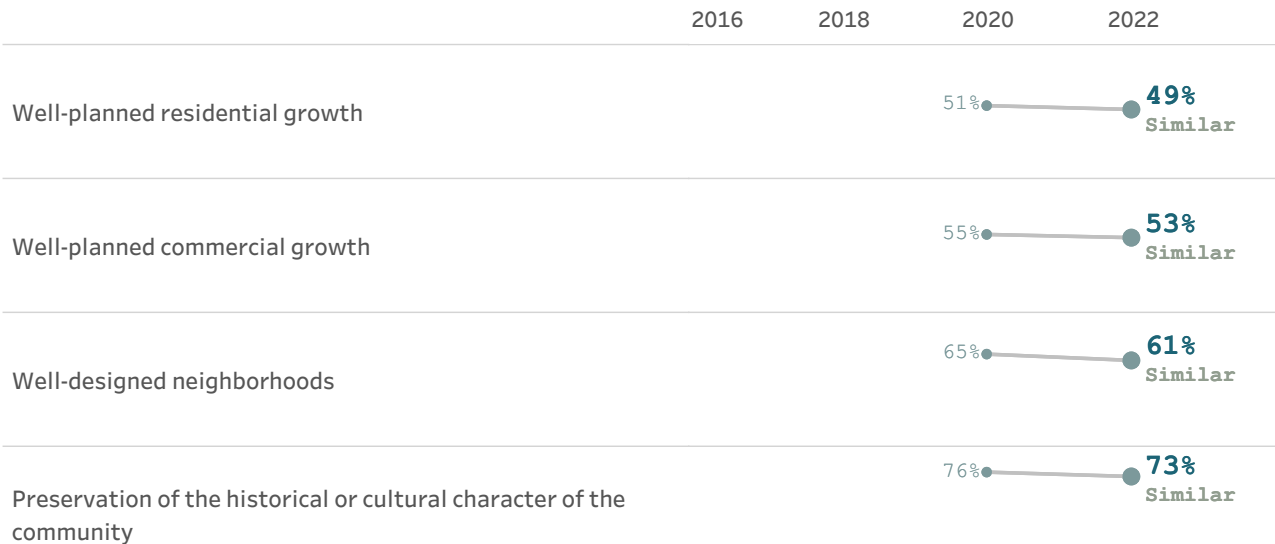 2016 2018 2020 2022
Well-planned residential growth
51%
49%
Similar
Well-planned commercial growth
55%
53%
Similar
Well-designed neighborhoods
65%
61%
Similar
Preservation of the historical or cultural character of the
community
76%
73%
Similar